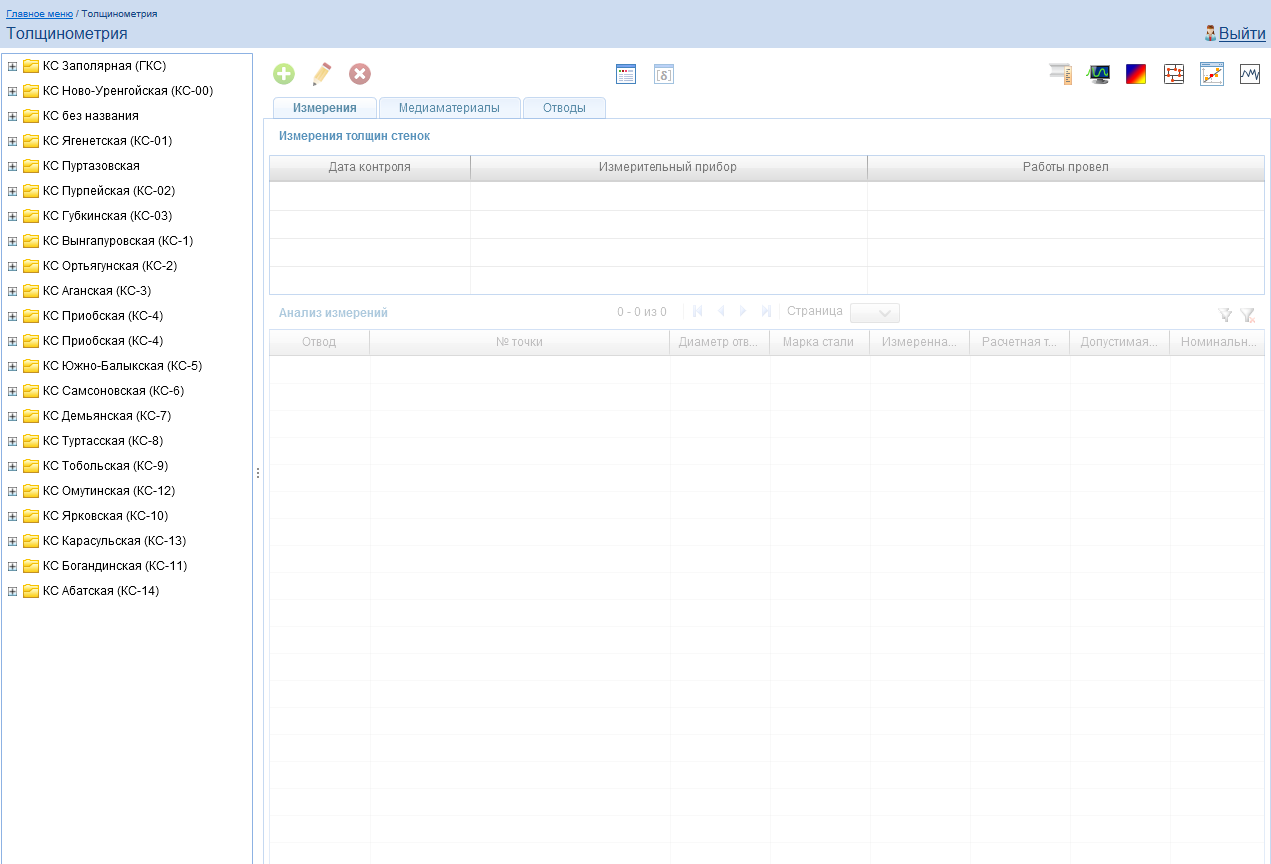 Главное меню / Толщинометрия
Толщинометрия
Выйти
КС Заполярная (ГКС)
КС Ново-Уренгойская (КС-00)
КС без названия
КС Ягенетская (КС-01)
КС Пуртазовская
КС Пурпейская (КС-02)
КС Губкинская (КС-03)
КС Вынгапуровская (КС-1)
КС Ортьягунская (КС-2)
КС Аганская (КС-3)
КС Приобская (КС-4)
КС Приобская (КС-4)
КС Южно-Балыкская (КС-5)
КС Самсоновская (КС-6)
КС Демьянская (КС-7)
КС Туртасская (КС-8)
КС Тобольская (КС-9)
КС Омутинская (КС-12)
КС Ярковская (КС-10)
КС Карасульская (КС-13)
КС Богандинская (КС-11)
КС Абатская (КС-14)
[δ]
Измерения Медиаматериалы Отводы
Измерения толщин стенок
Дата контроля Измерительный прибор Работы провел
Анализ измерений 0 - 0 из 0 Страница
Отвод № точки Диаметр отв... Марка стали Измеренна... Расчетная т... Допустимая... Номинальн...